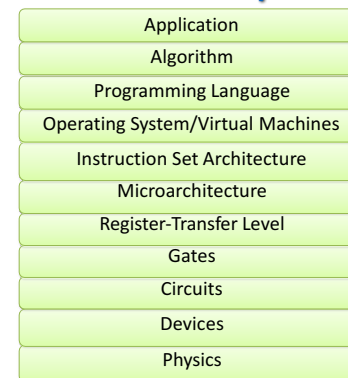 Application
Algorithm
Programming Language
Operating System/Virtual Machines
Instruction Set Architecture
Microarchitecture
Register-Transfer Level
Gates
Circuits
Devices
Physics